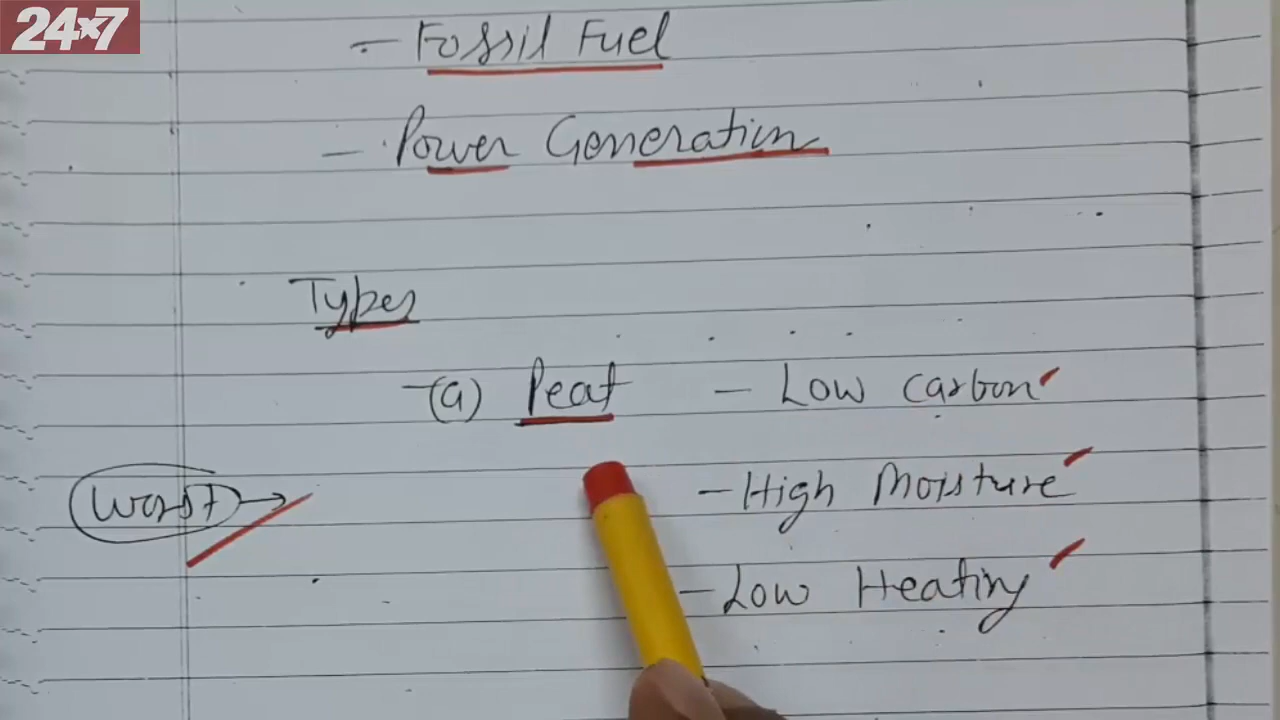 24x7
- Fossil Fuel
- Power Generation
Types
(a) Peat - Low Carbon
Worst → - High Moisture
- Low Heating